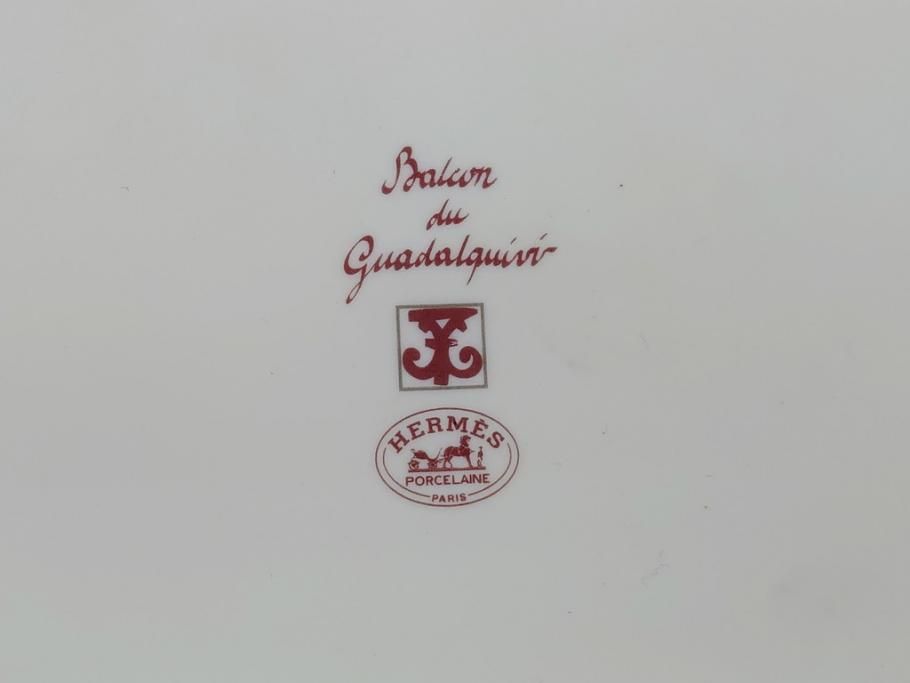 Balcon
du
Guadalquivir
HERMÈS
PORCELAINE
PARIS